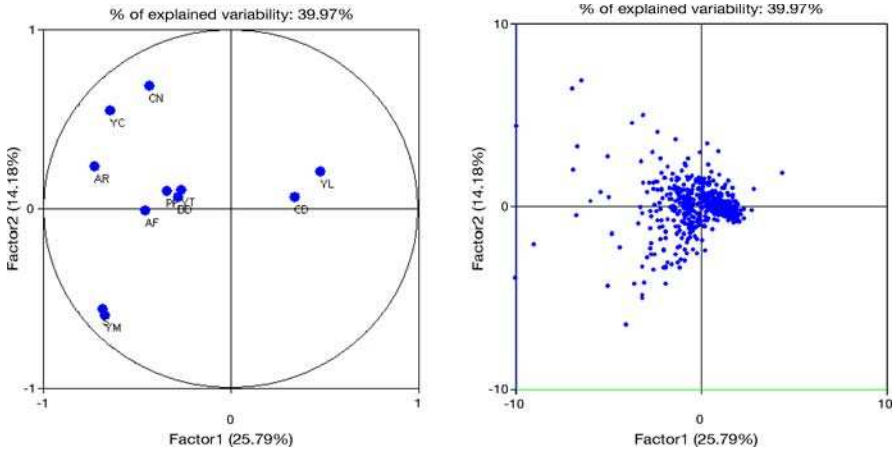 % of explained variability: 39.97%
1
CN
YC
AR
YL
YT
CD
AF
YM
0
-1
-1
0
1
Factor1 (25.79%)
Factor2 (14.18%)
% of explained variability: 39.97%
10
0
-10
-10
0
10
Factor1 (25.79%)
Factor2 (14.18%)